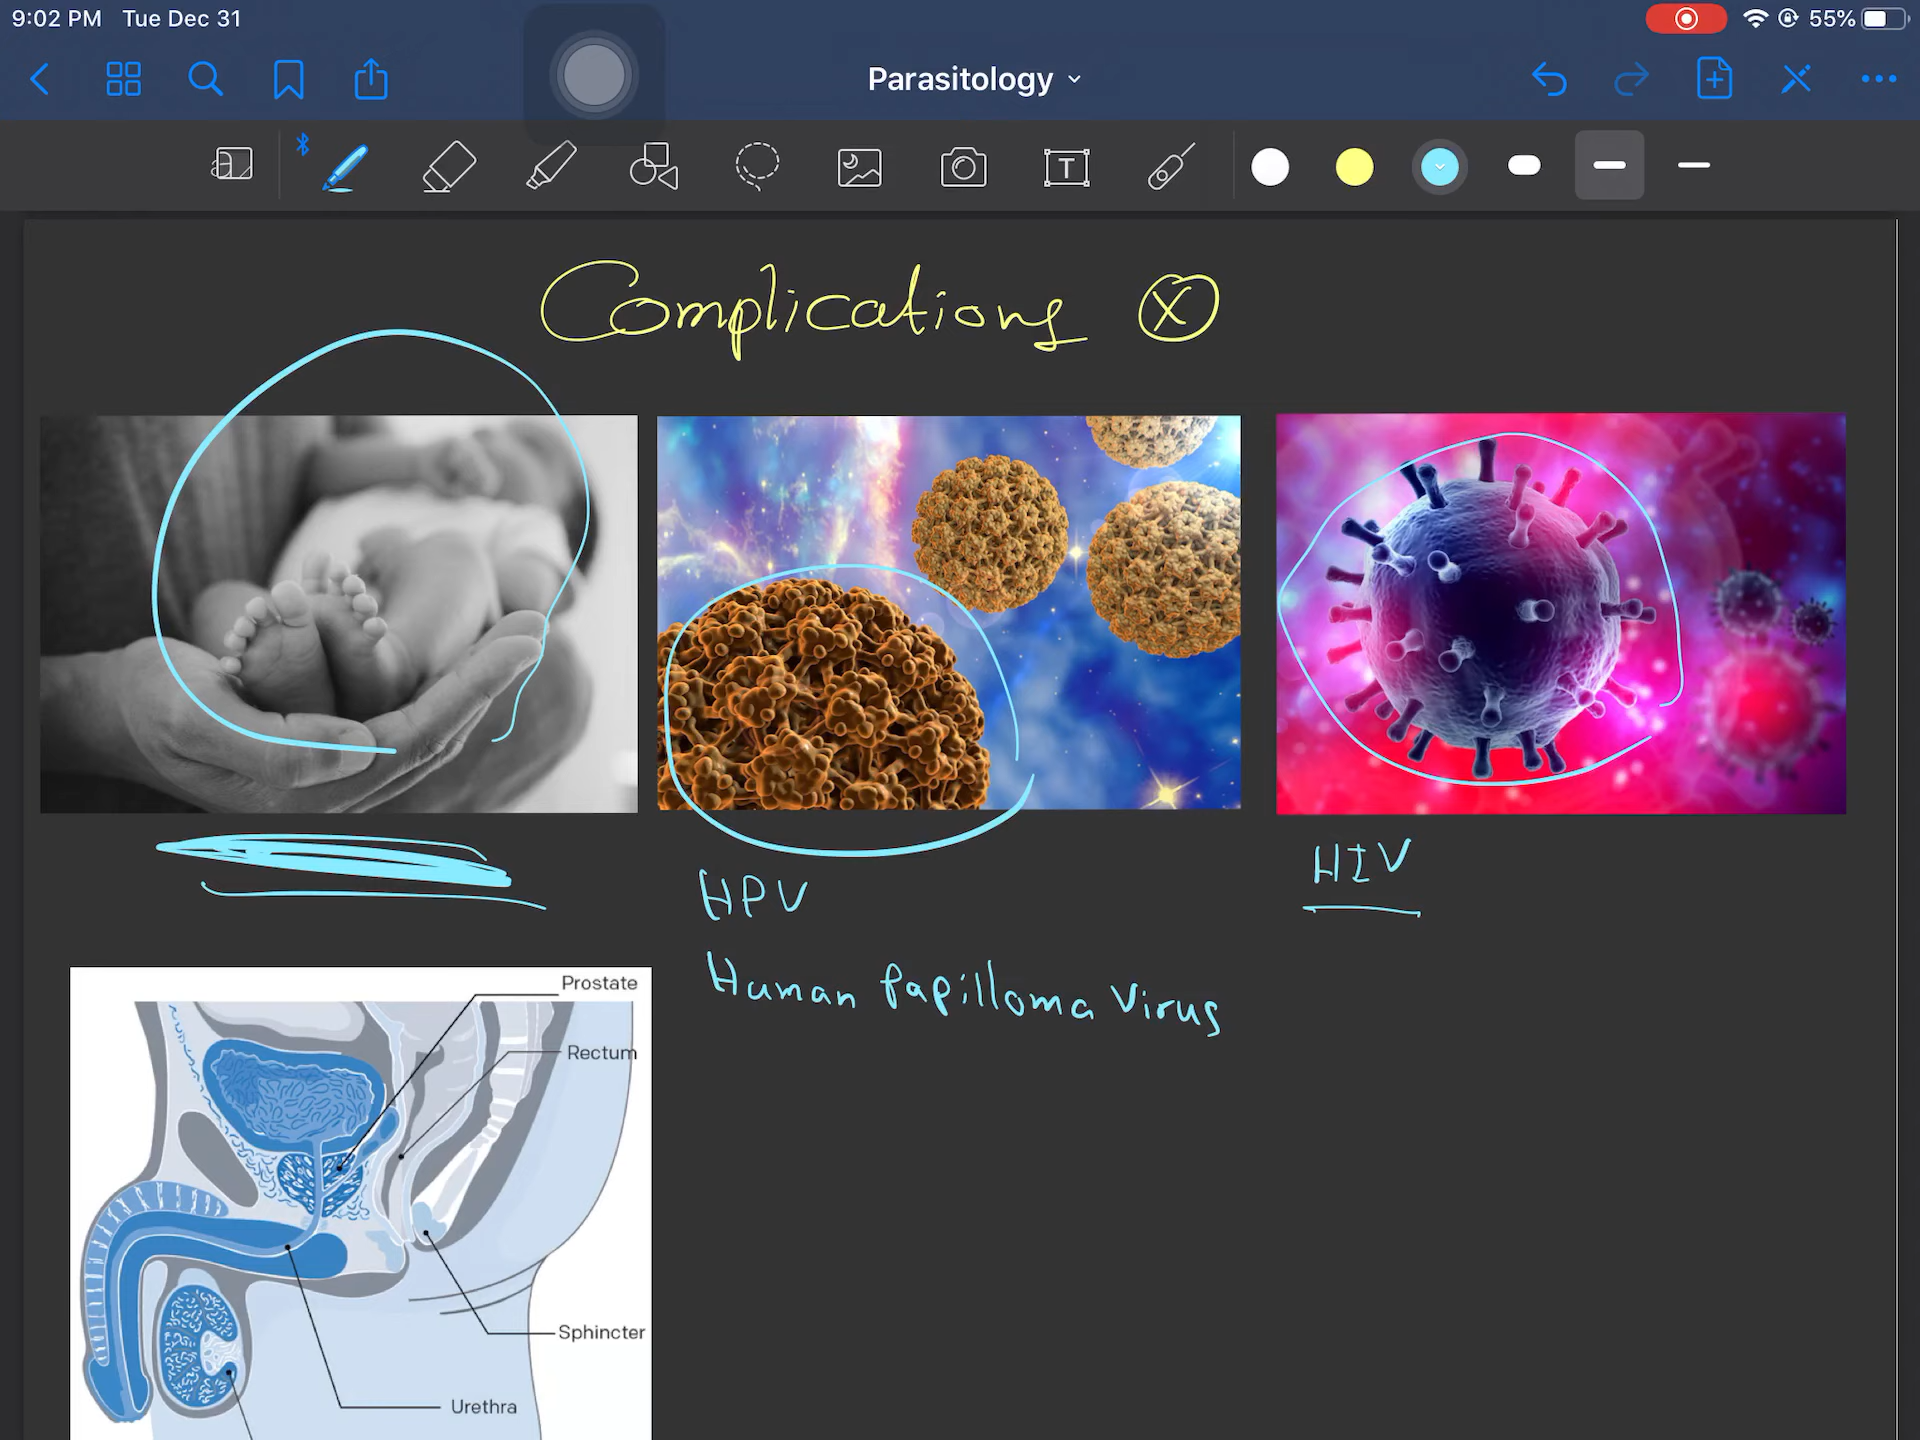 9:02 PM Tue Dec 31
55%
Parasitology
T
Complications X
HPV
HIV
Human Papilloma Virus
Prostate
Rectum
Sphincter
Urethra